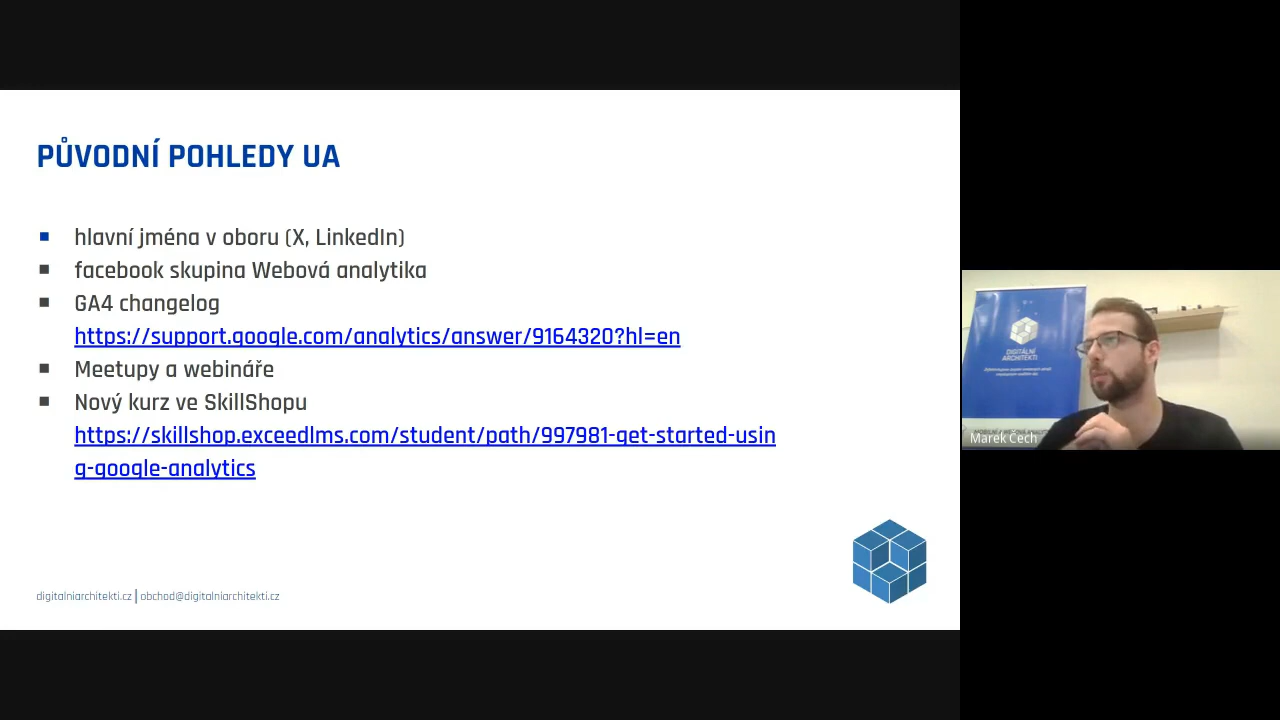 PŮVODNÍ POHLEDY UA
hlavní jména v oboru (X, LinkedIn)
facebook skupina Webová analytika
GA4 changelog
https://support.google.com/analytics/answer/9164320?hl=en
Meetupy a webináře
Nový kurz ve SkillShopu
https://skillshop.exceedlms.com/student/path/997981-get-started-usin
g-google-analytics
digitalniarchitekti.cz | obchod@digitalniarchitekti.cz
DIGITÁLNÍ
ARCHITEKTI
Marek Čech